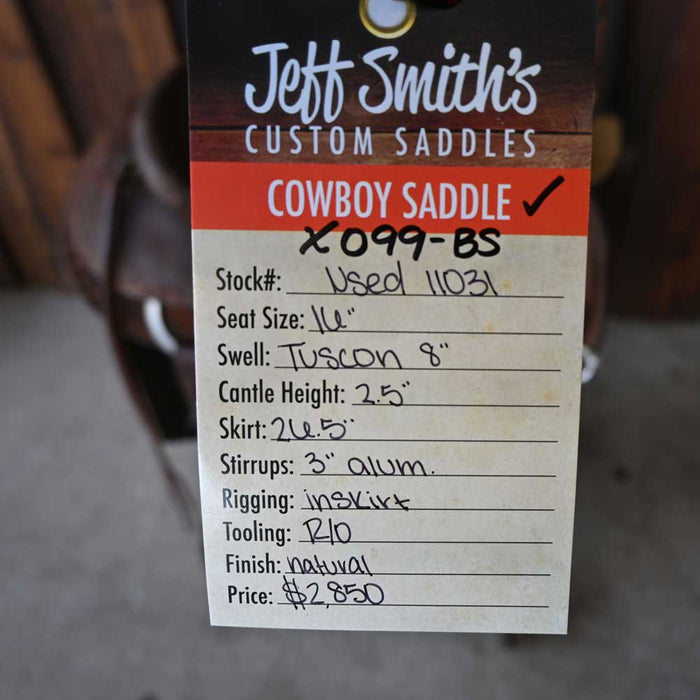 Jeff Smith's
CUSTOM SADDLES
COWBOY SADDLE ✓
X099-BS
Stock#: Used 11031
Seat Size: 16"
Swell: Tuscon 8"
Cantle Height: 2.5"
Skirt: 26.5"
Stirrups: 3" alum.
Rigging: inskirt
Tooling: R/O
Finish: natural
Price: $2,850